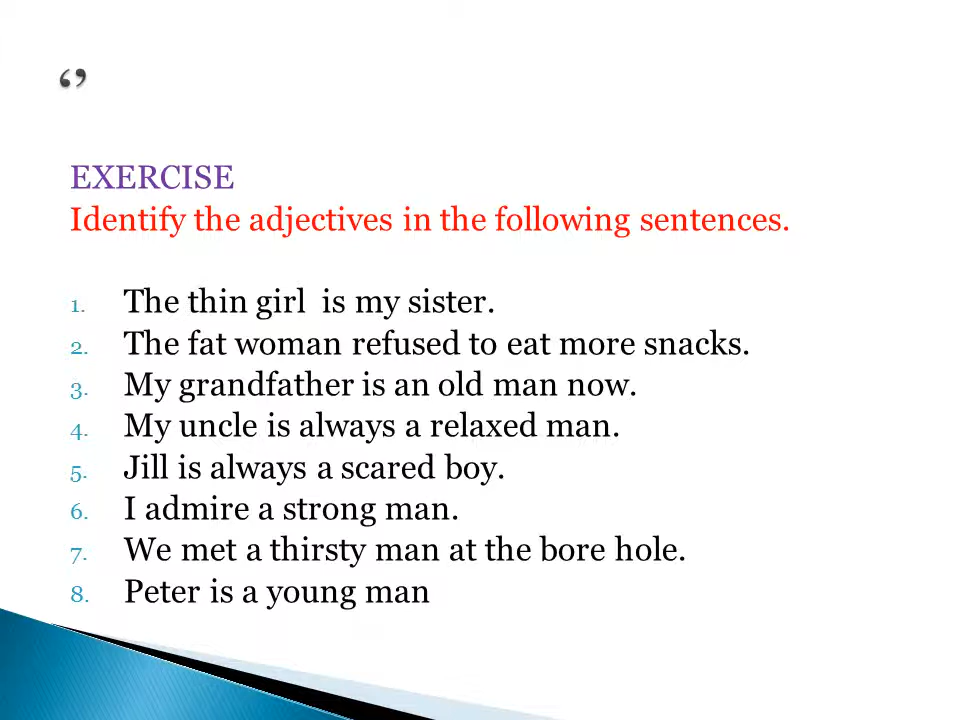 ‘’
EXERCISE
Identify the adjectives in the following sentences.
1. The thin girl  is my sister.
2. The fat woman refused to eat more snacks.
3. My grandfather is an old man now.
4. My uncle is always a relaxed man.
5. Jill is always a scared boy.
6. I admire a strong man.
7. We met a thirsty man at the bore hole.
8. Peter is a young man